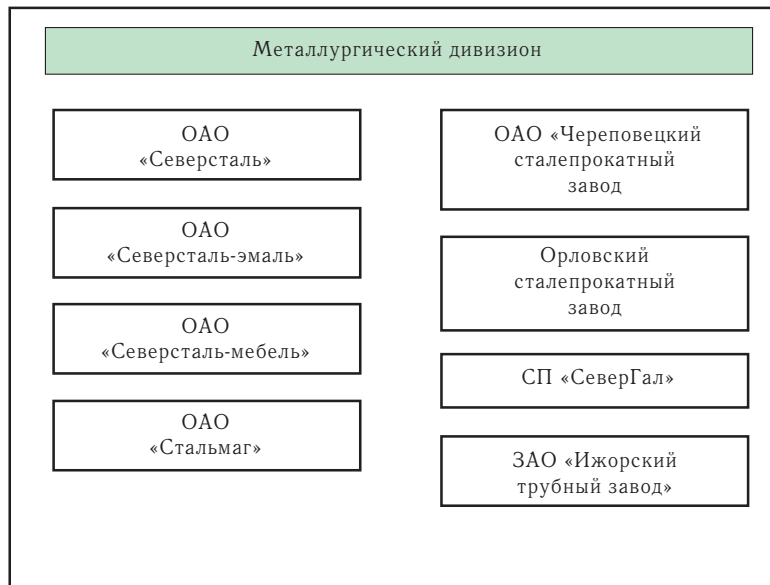 Металлургический дивизион
ОАО
«Северсталь»
ОАО
«Северсталь-эмаль»
ОАО
«Северсталь-мебель»
ОАО
«Стальмаг»
ОАО «Череповецкий
сталепрокатный
завод
Орловский
сталепрокатный
завод
СП «СеверГал»
ЗАО «Ижорский
трубный завод»